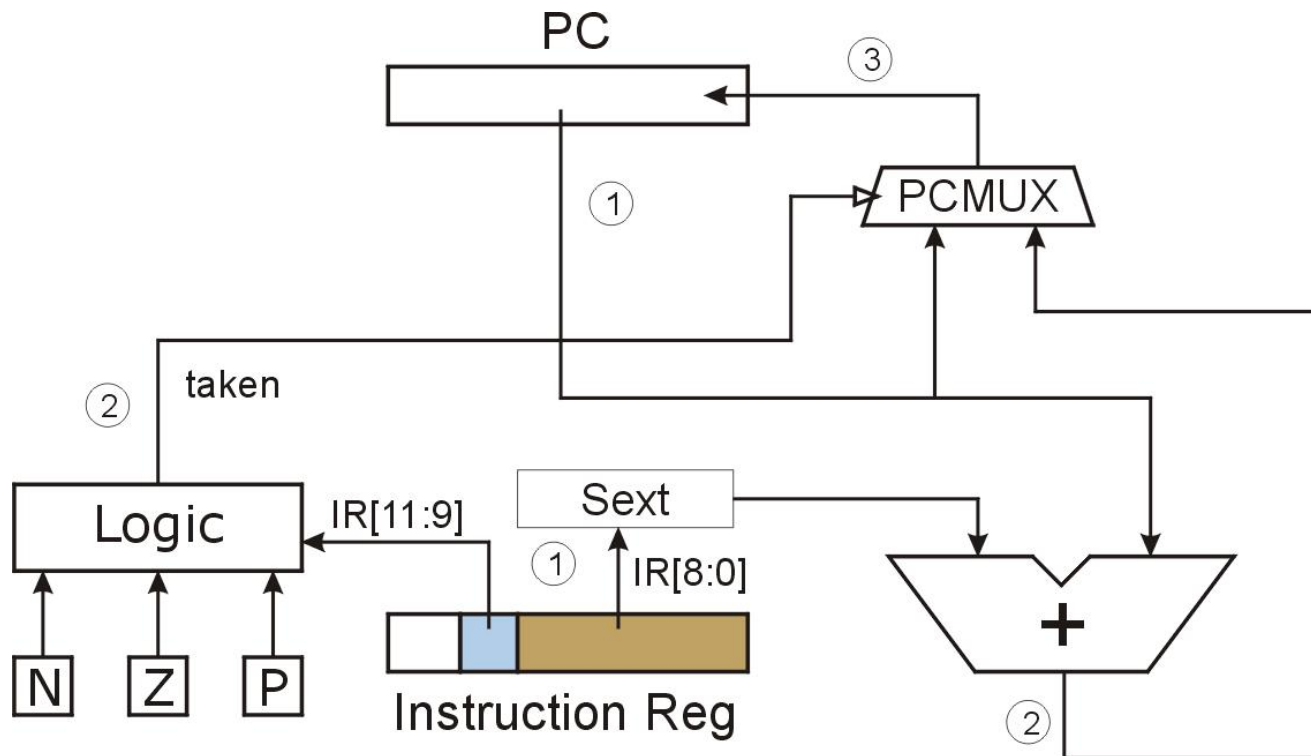 PC
3
1
PCMUX
taken
2
Logic
IR[11:9]
Sext
1
IR[8:0]
+
N
Z
P
Instruction Reg
2